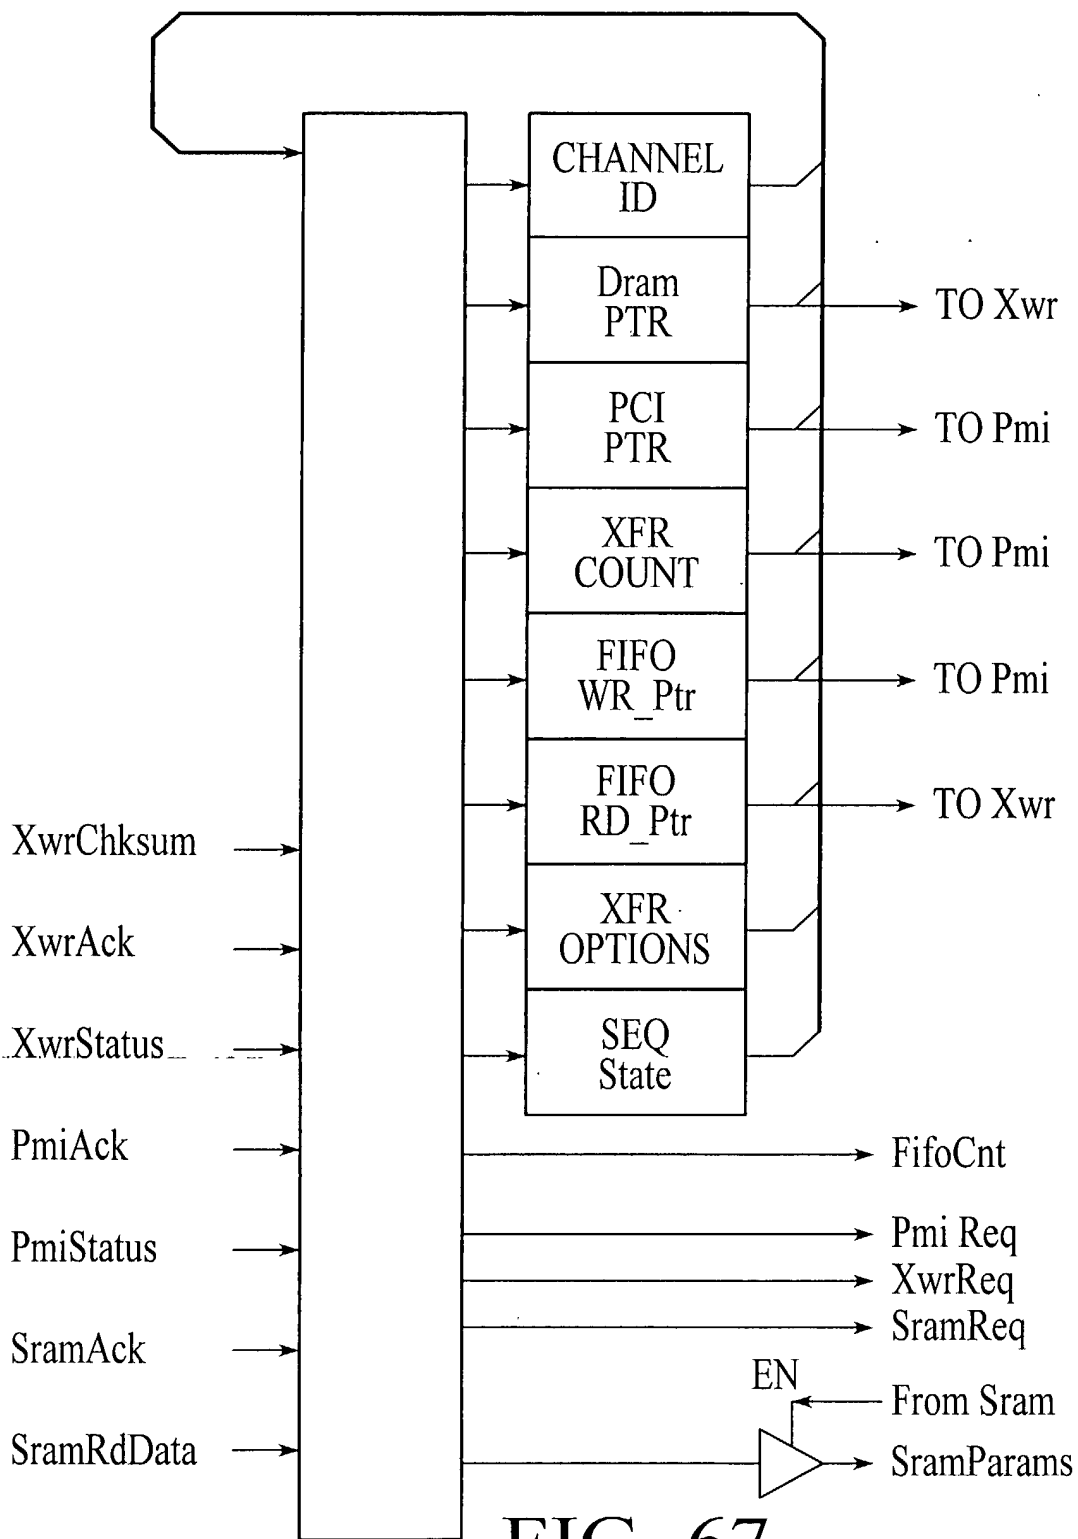 CHANNEL
ID
Dram
PTR
TO Xwr
PCI
PTR
TO Pmi
XFR
COUNT
TO Pmi
FIFO
WR_Ptr
TO Pmi
FIFO
RD_Ptr
TO Xwr
XwrChksum
XFR
OPTIONS
XwrAck
XwrStatus
SEQ
State
PmiAck
FifoCnt
PmiStatus
Pmi Req
XwrReq
SramReq
SramAck
EN
From Sram
SramRdData
SramParams
FIG. 67